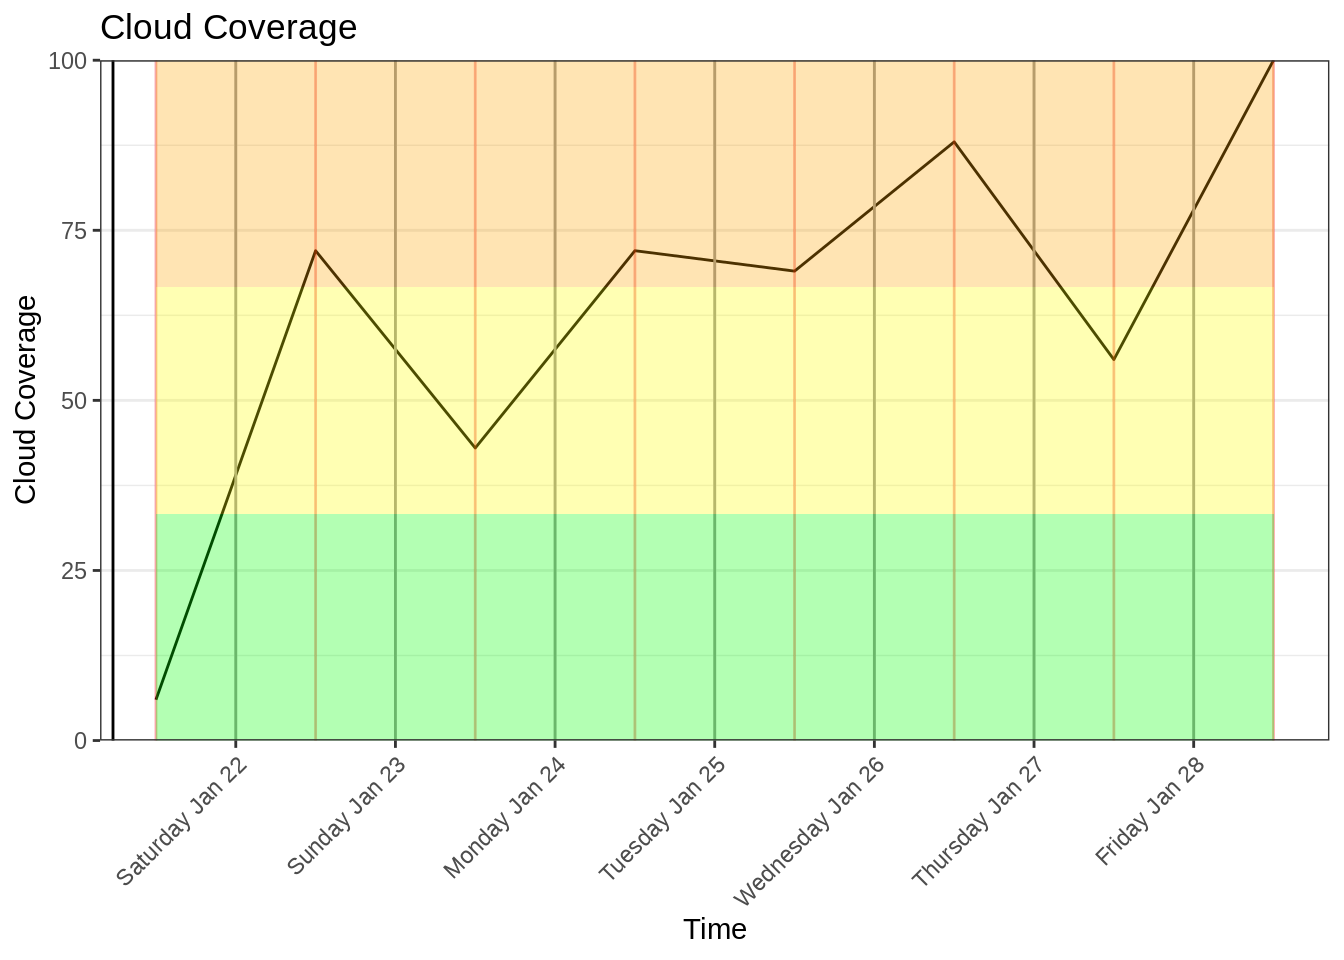 Cloud Coverage
Cloud Coverage
100
75
50
25
0
Saturday Jan 22
Sunday Jan 23
Monday Jan 24
Tuesday Jan 25
Wednesday Jan 26
Thursday Jan 27
Friday Jan 28
Time